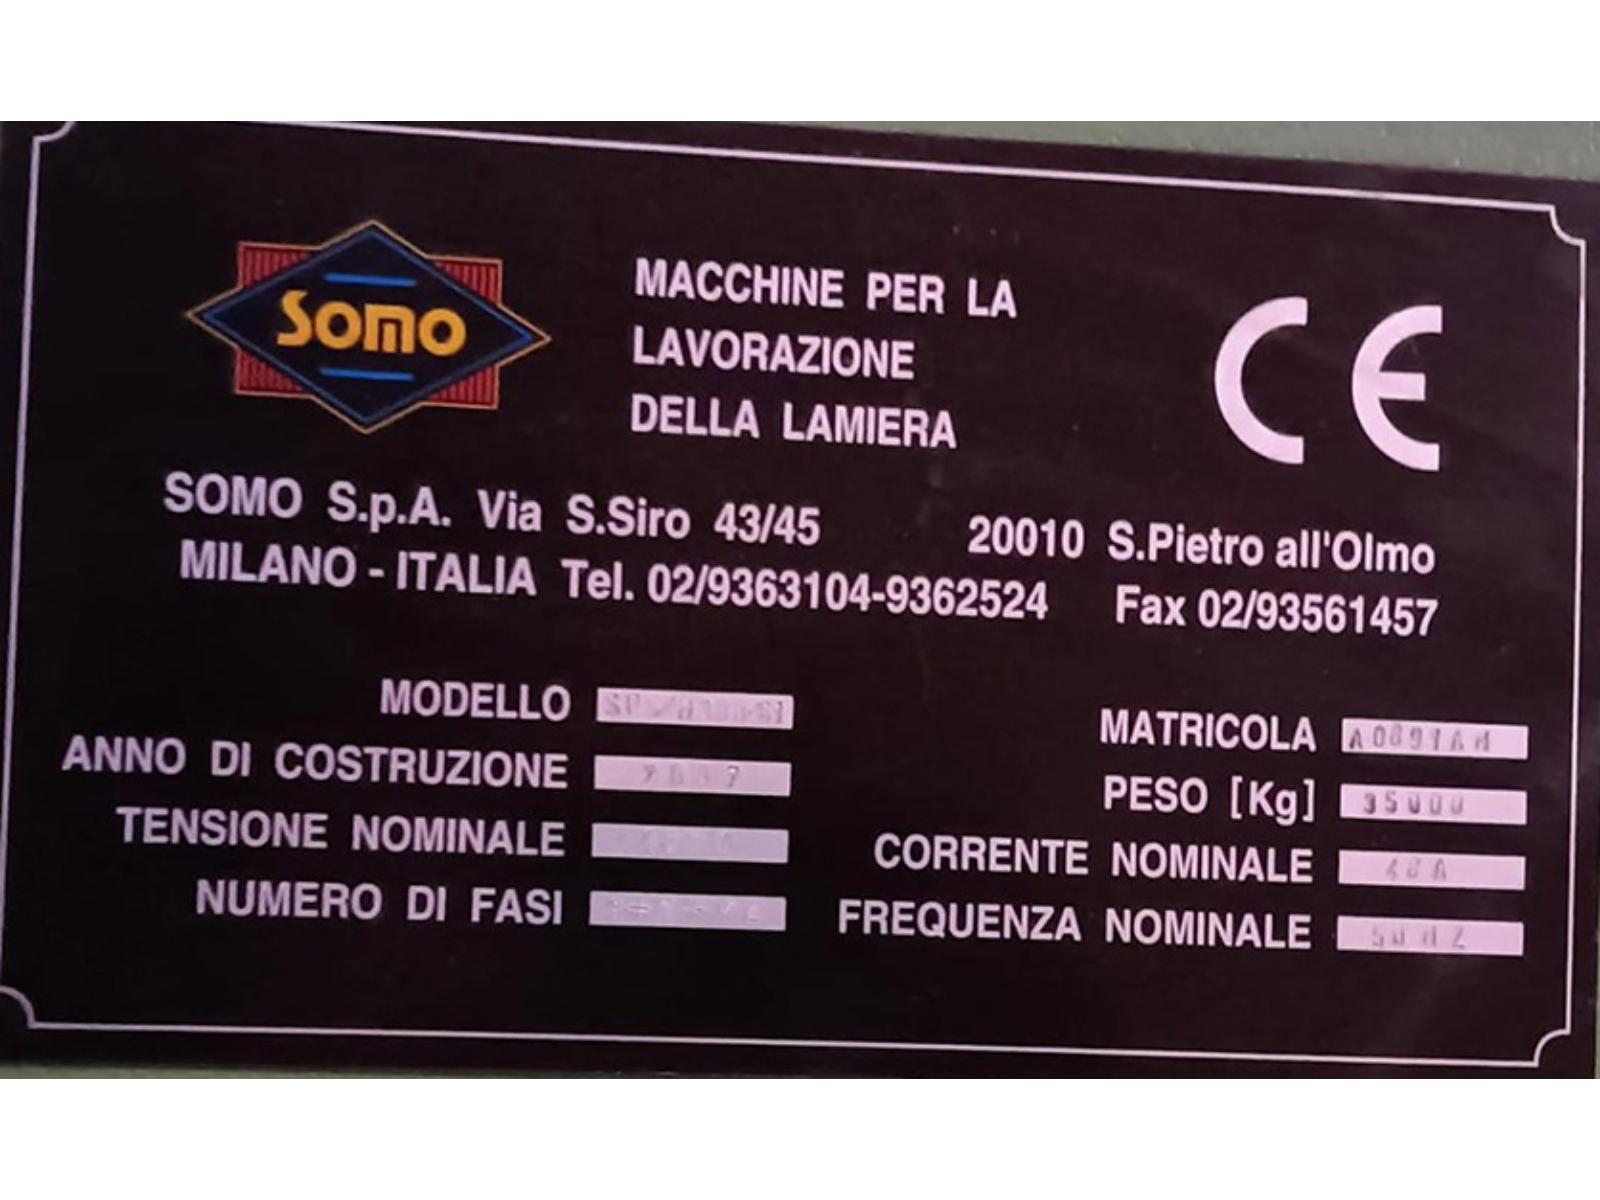 SOMO
MACCHINE PER LA
LAVORAZIONE
DELLA LAMIERA
CE
SOMO S.p.A. Via S.Siro 43/45 20010 S.Pietro all'Olmo
MILANO - ITALIA Tel. 02/9363104-9362524 Fax 02/93561457
MODELLO
ANNO DI COSTRUZIONE
TENSIONE NOMINALE
NUMERO DI FASI
MATRICOLA
PESO [Kg] 35000
CORRENTE NOMINALE
FREQUENZA NOMINALE 50HZ